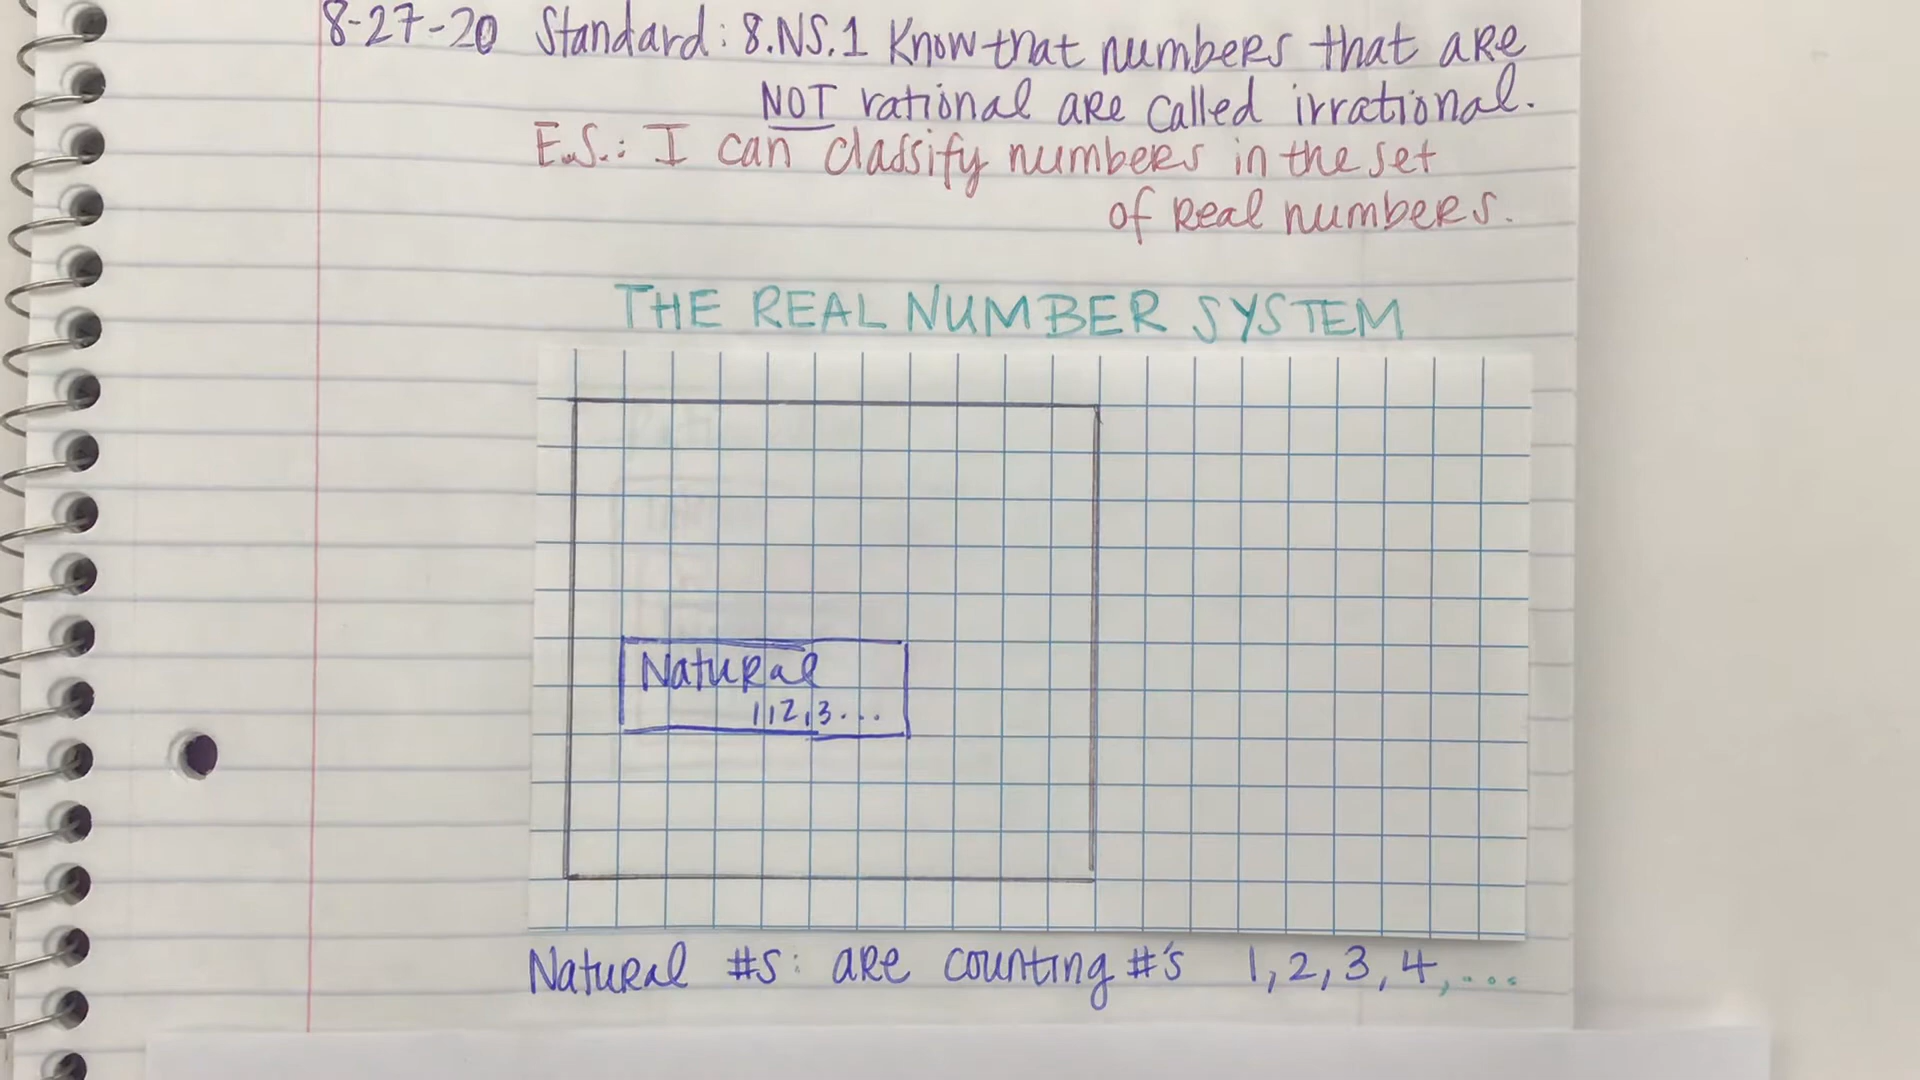 8-27-20 Standard: 8.NS.1 Know that numbers that are
NOT rational are called irrational.
E.S.: I can classify numbers in the set
of Real numbers.
THE REAL NUMBER SYSTEM
Natural
1,2,3...
Natural #s: are counting #'s 1, 2, 3, 4, ...